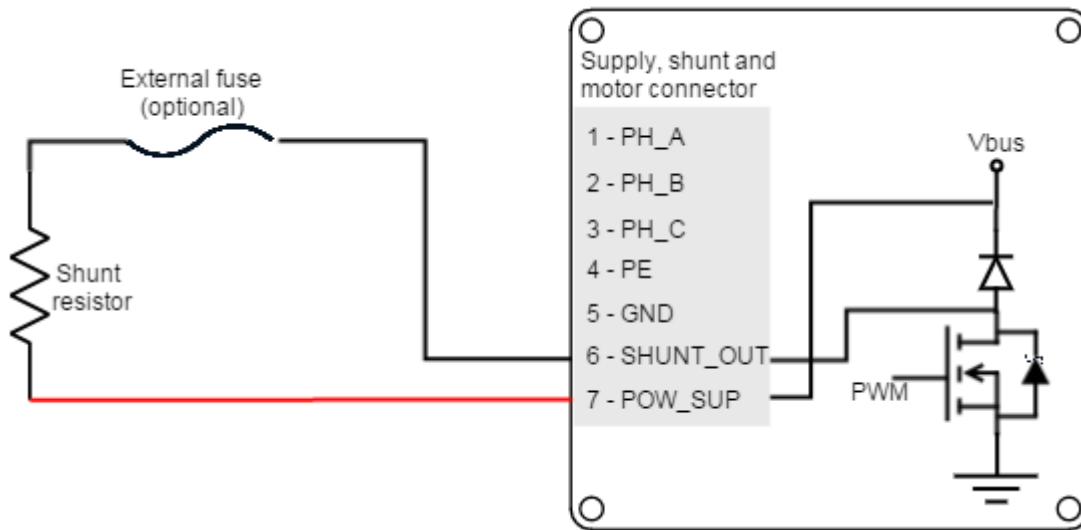 External fuse
(optional)
Shunt
resistor
Supply, shunt and
motor connector
1 - PH_A
2 - PH_B
3 - PH_C
4 - PE
5 - GND
6 - SHUNT_OUT
7 - POW_SUP
Vbus
PWM